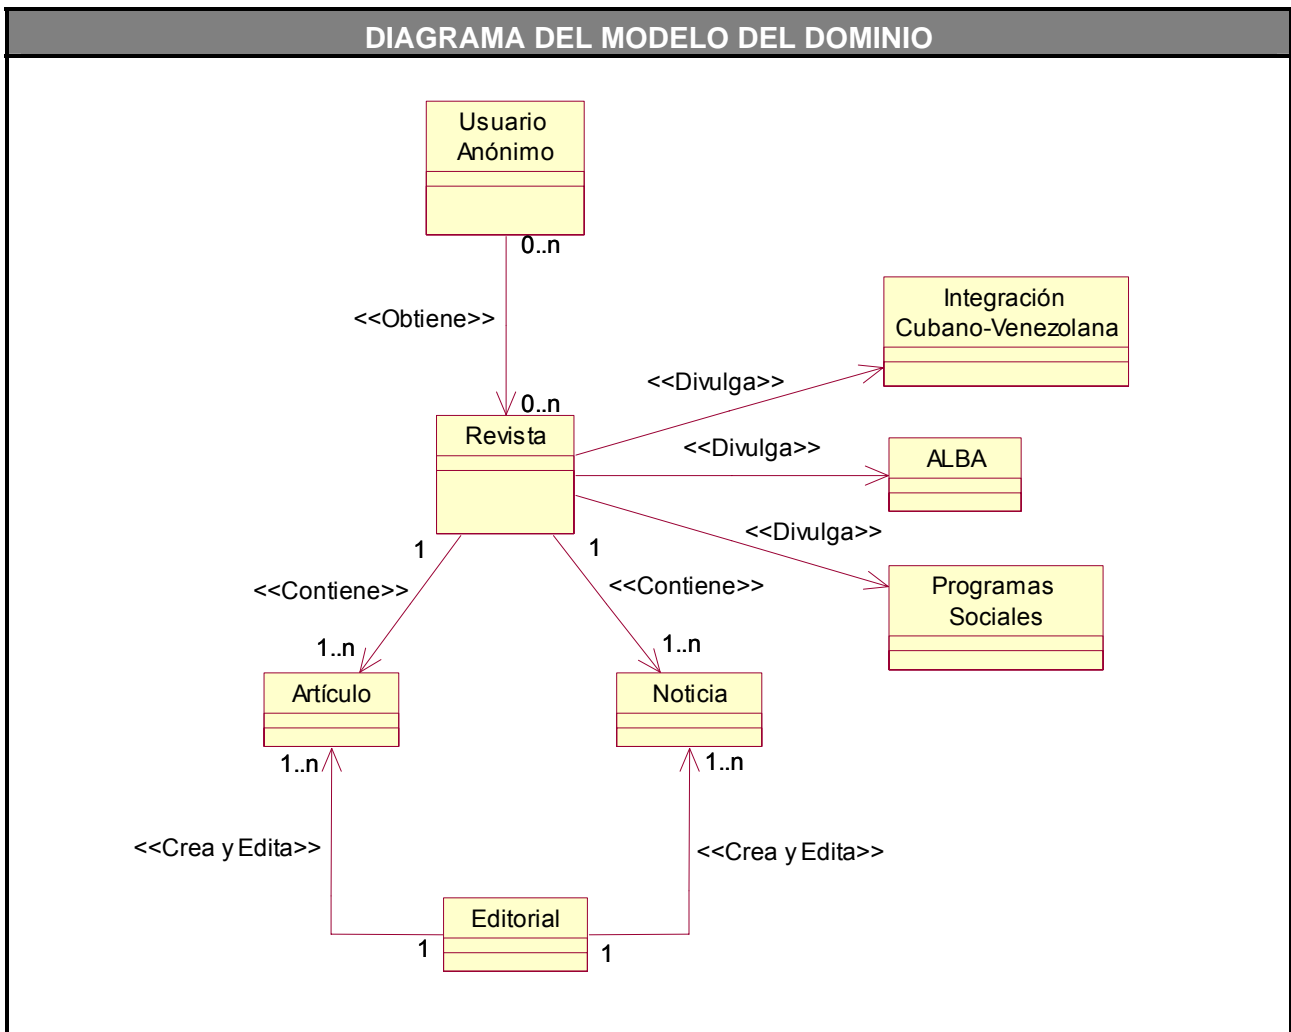 DIAGRAMA DEL MODELO DEL DOMINIO
Usuario
Anónimo
0..n
<<Obtiene>>
0..n
Revista
Integración
Cubano-Venezolana
<<Divulga>>
<<Divulga>>
ALBA
<<Divulga>>
Programas
Sociales
1
1
<<Contiene>>
<<Contiene>>
1..n
1..n
Artículo
Noticia
1..n
1..n
<<Crea y Edita>>
<<Crea y Edita>>
Editorial
1
1